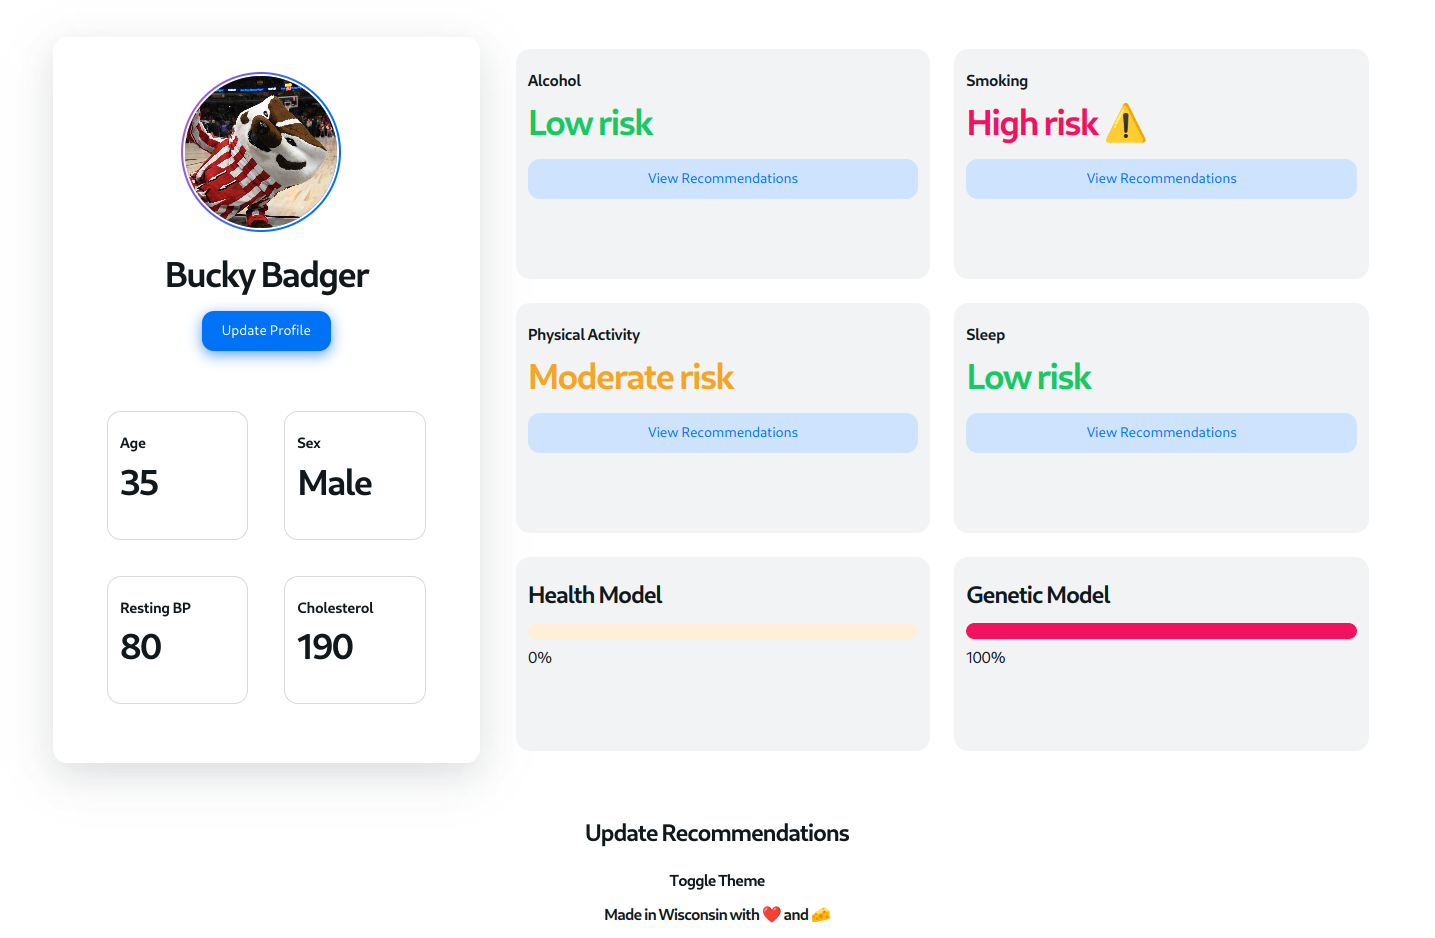 Bucky Badger
Update Profile
Age
35
Sex
Male
Resting BP
80
Cholesterol
190
Alcohol
Low risk
View Recommendations
Smoking
High risk ⚠️
View Recommendations
Physical Activity
Moderate risk
View Recommendations
Sleep
Low risk
View Recommendations
Health Model
0%
Genetic Model
100%
Update Recommendations
Toggle Theme
Made in Wisconsin with ❤️ and 🧀